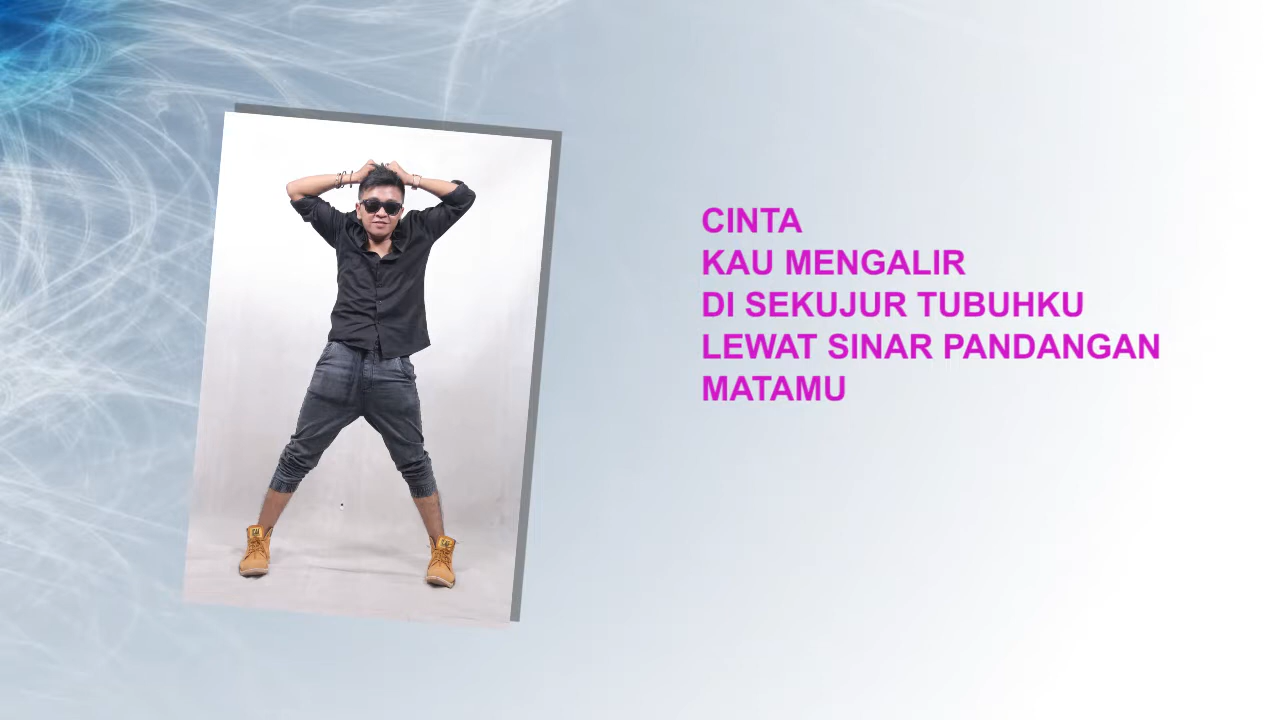 CINTA
KAU MENGALIR
DI SEKUJUR TUBUHKU
LEWAT SINAR PANDANGAN
MATAMU